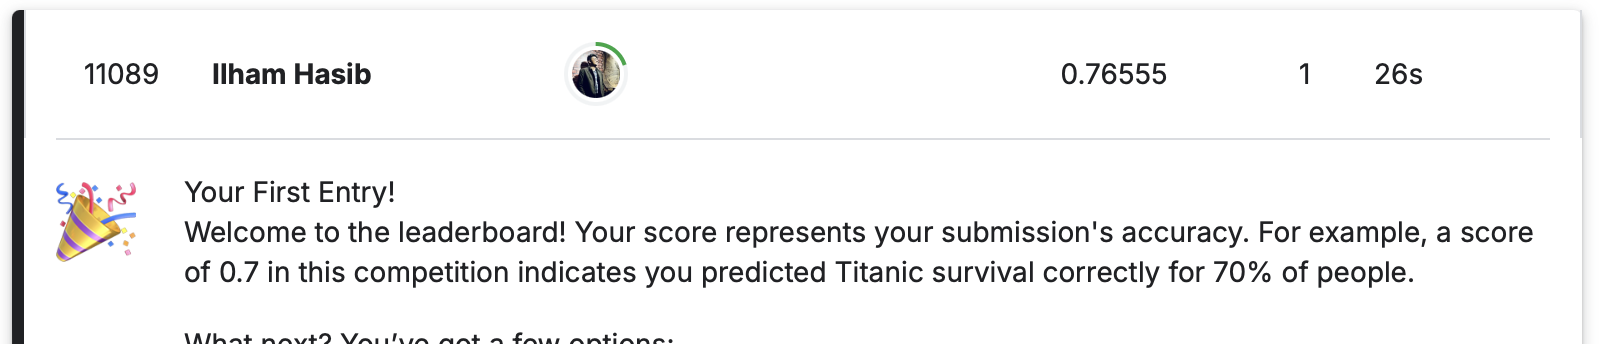 11089 Ilham Hasib 0.76555 1 26s
Your First Entry!
Welcome to the leaderboard! Your score represents your submission's accuracy. For example, a score
of 0.7 in this competition indicates you predicted Titanic survival correctly for 70% of people.
What next? You’ve got a few options: